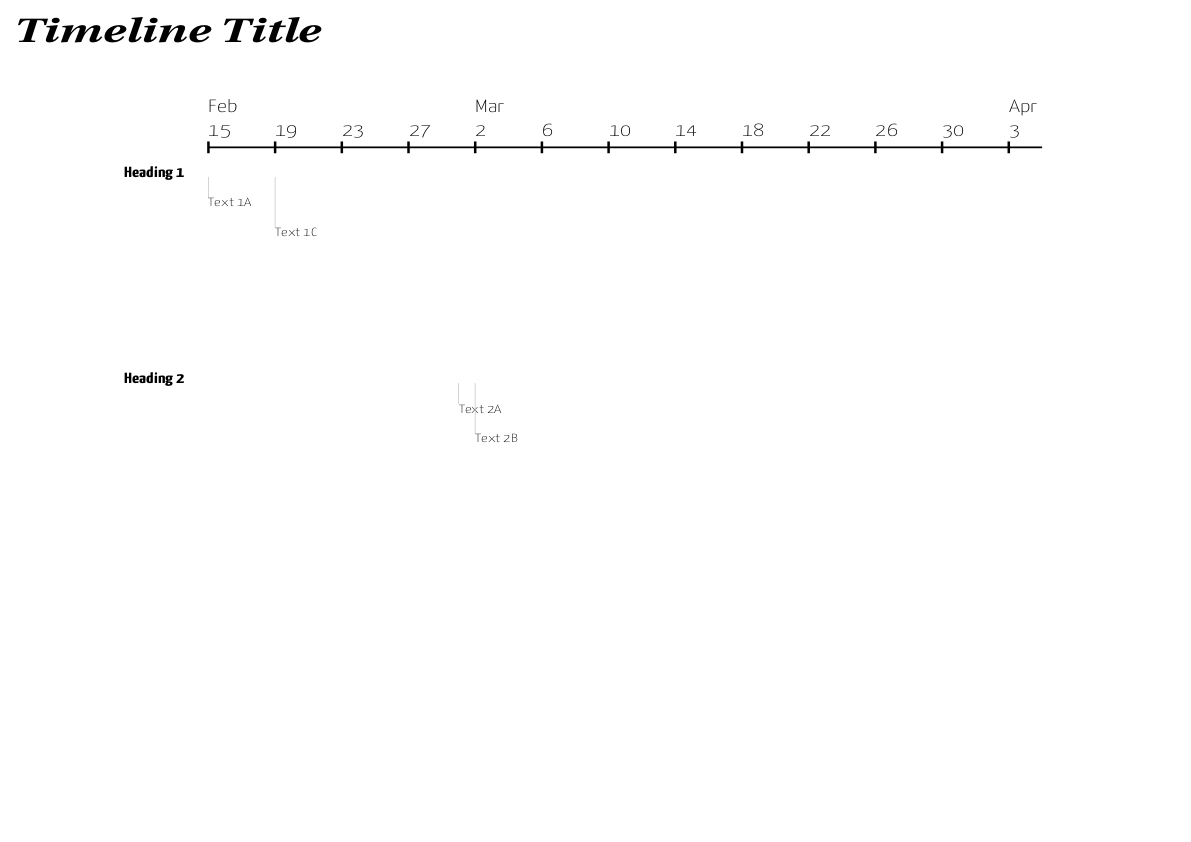 Timeline Title
Feb Mar Apr
15 19 23 27 2 6 10 14 18 22 26 30 3
Heading 1
Text 1A
Text 1C
Heading 2
Text 2A
Text 2B